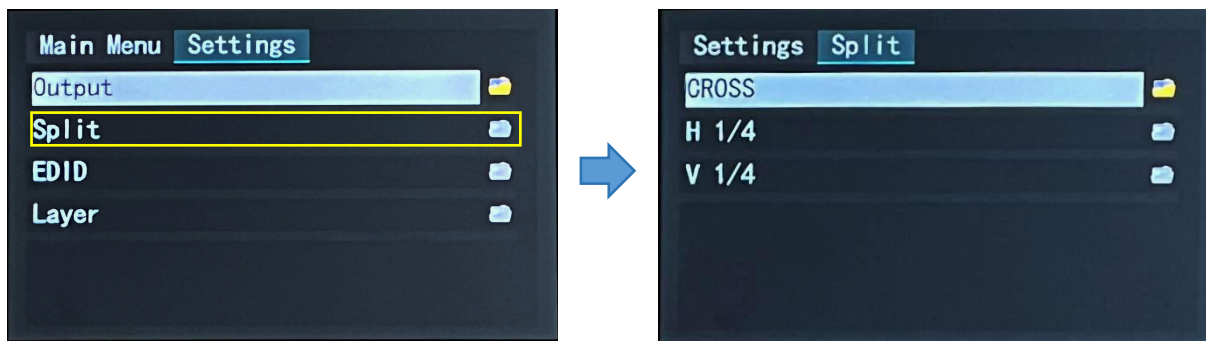 Main Menu Settings
Output
Split
EDID
Layer
Settings Split
CROSS
H 1/4
V 1/4